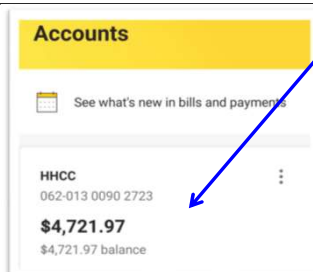 Accounts
See what's new in bills and payments
HHCC
062-013 0090 2723
$4,721.97
$4,721.97 balance